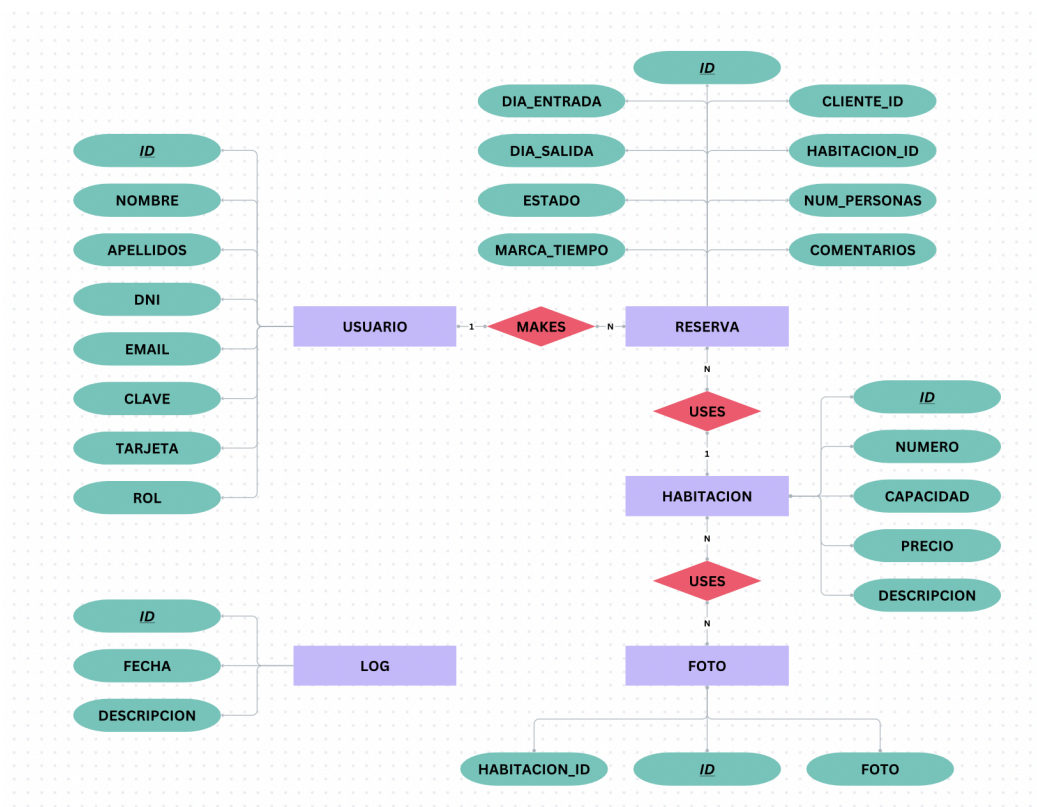 ID
DIA_ENTRADA
CLIENTE_ID
ID
DIA_SALIDA
HABITACION_ID
NOMBRE
ESTADO
NUM_PERSONAS
APELLIDOS
MARCA_TIEMPO
COMENTARIOS
DNI
USUARIO
1
MAKES
N
RESERVA
EMAIL
N
CLAVE
ID
USES
TARJETA
NUMERO
1
ROL
HABITACION
CAPACIDAD
N
PRECIO
USES
DESCRIPCION
ID
N
FECHA
LOG
FOTO
DESCRIPCION
HABITACION_ID
ID
FOTO